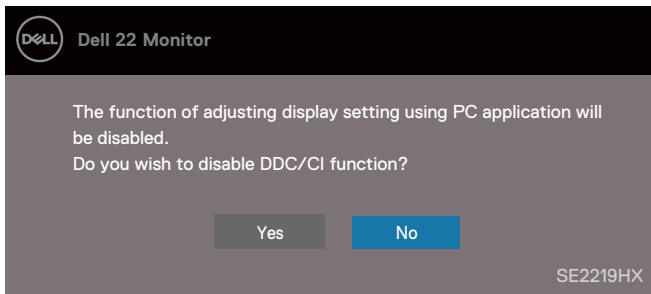 DELL
Dell 22 Monitor
The function of adjusting display setting using PC application will
be disabled.
Do you wish to disable DDC/CI function?
Yes
No
SE2219HX